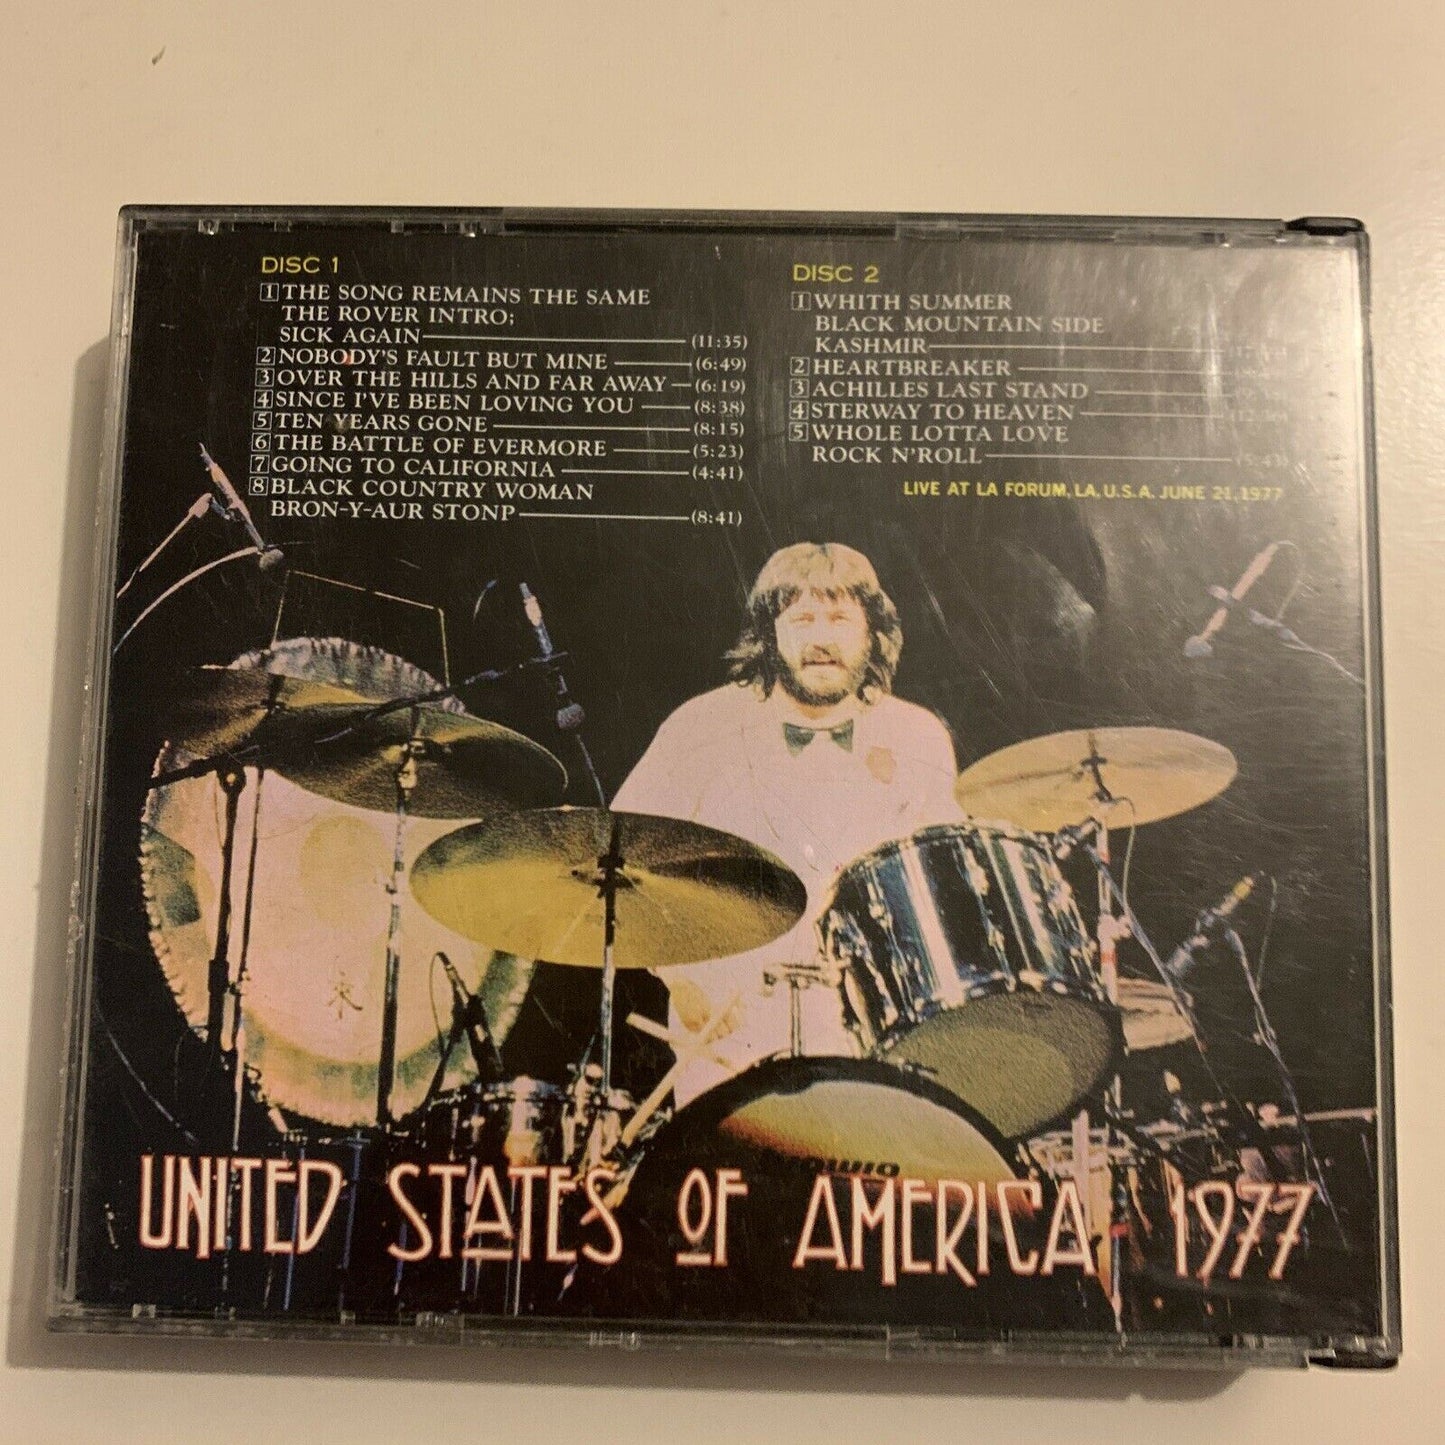 DISC 1
1 THE SONG REMAINS THE SAME
THE ROVER INTRO;
SICK AGAIN (11:35)
2 NOBODY'S FAULT BUT MINE (6:49)
3 OVER THE HILLS AND FAR AWAY (6:19)
4 SINCE I'VE BEEN LOVING YOU (8:38)
5 TEN YEARS GONE (8:15)
6 THE BATTLE OF EVERMORE (5:23)
7 GOING TO CALIFORNIA (4:41)
8 BLACK COUNTRY WOMAN
BRON-Y-AUR STONP (8:41)
DISC 2
1 WHITH SUMMER
BLACK MOUNTAIN SIDE
KASHMIR
2 HEARTBREAKER
3 ACHILLES LAST STAND
4 STERWAY TO HEAVEN
5 WHOLE LOTTA LOVE
ROCK N'ROLL (5:43)
LIVE AT LA FORUM, LA, U.S.A. JUNE 21, 1977
来
UNITED STATES OF AMERICA 1977